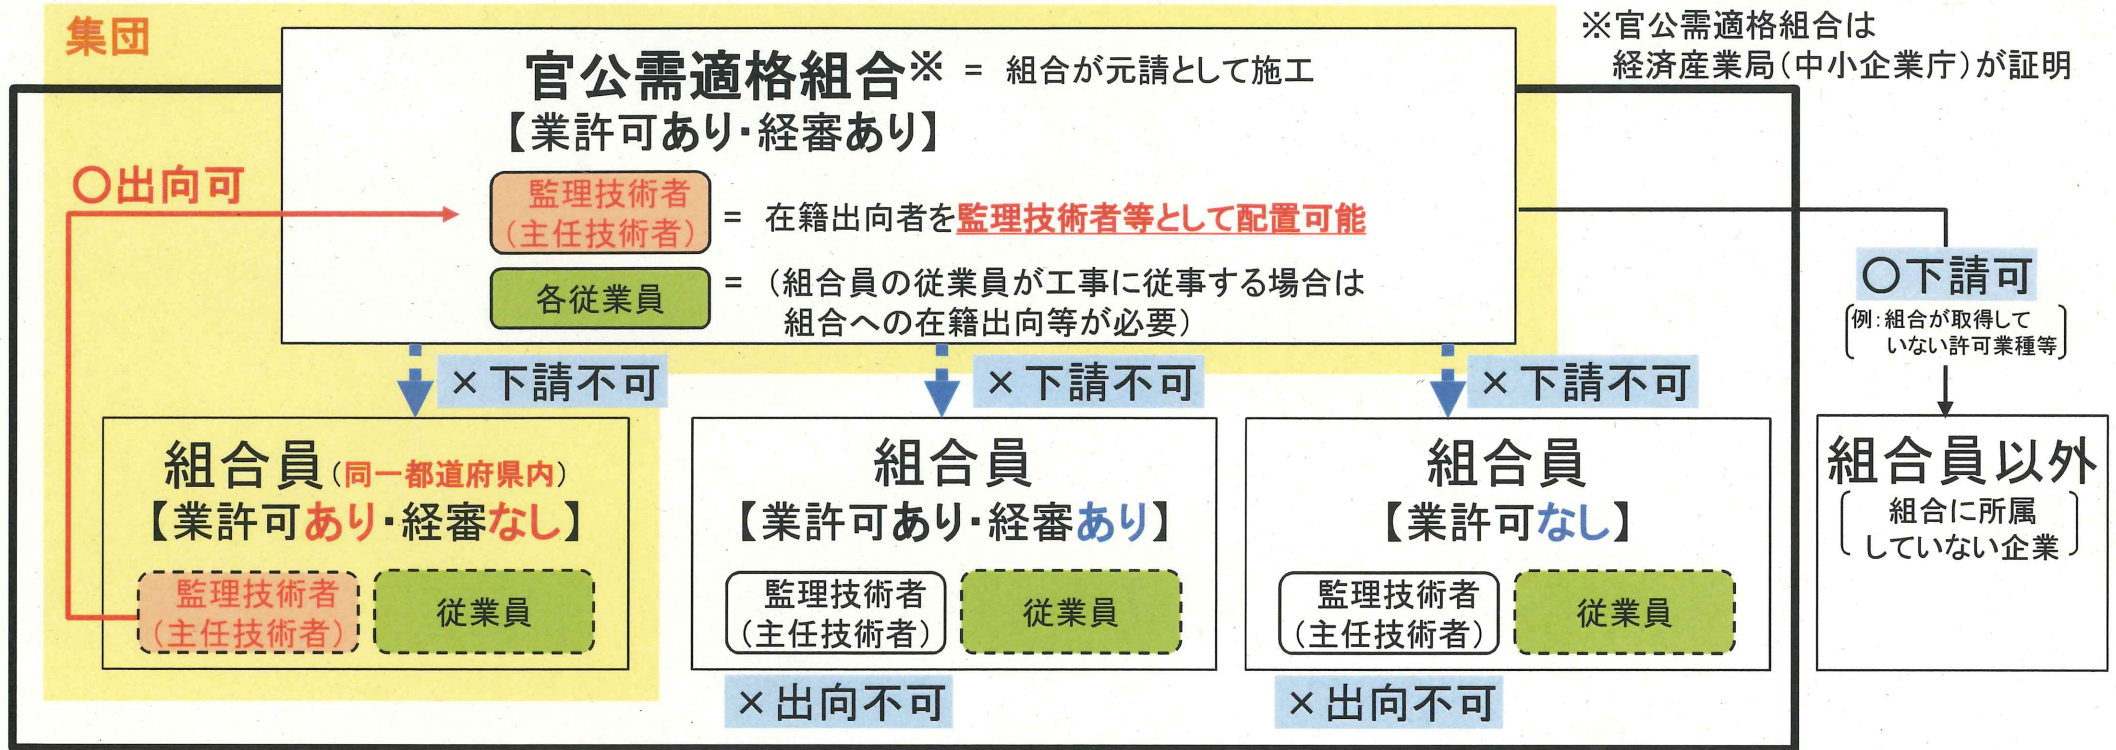 集団
官公需適格組合※ = 組合が元請として施工
【業許可あり・経審あり】
※官公需適格組合は
経済産業局(中小企業庁)が証明
〇出向可
監理技術者
(主任技術者)
= 在籍出向者を監理技術者等として配置可能
各従業員
= (組合員の従業員が工事に従事する場合は
組合への在籍出向等が必要)
〇下請可
例:組合が取得して
いない許可業種等
×下請不可
×下請不可
×下請不可
組合員(同一都道府県内)
【業許可あり・経審なし】
監理技術者
(主任技術者)
従業員
組合員
【業許可あり・経審あり】
監理技術者
(主任技術者)
従業員
×出向不可
組合員
【業許可なし】
監理技術者
(主任技術者)
従業員
×出向不可
組合員以外
組合に所属
していない企業